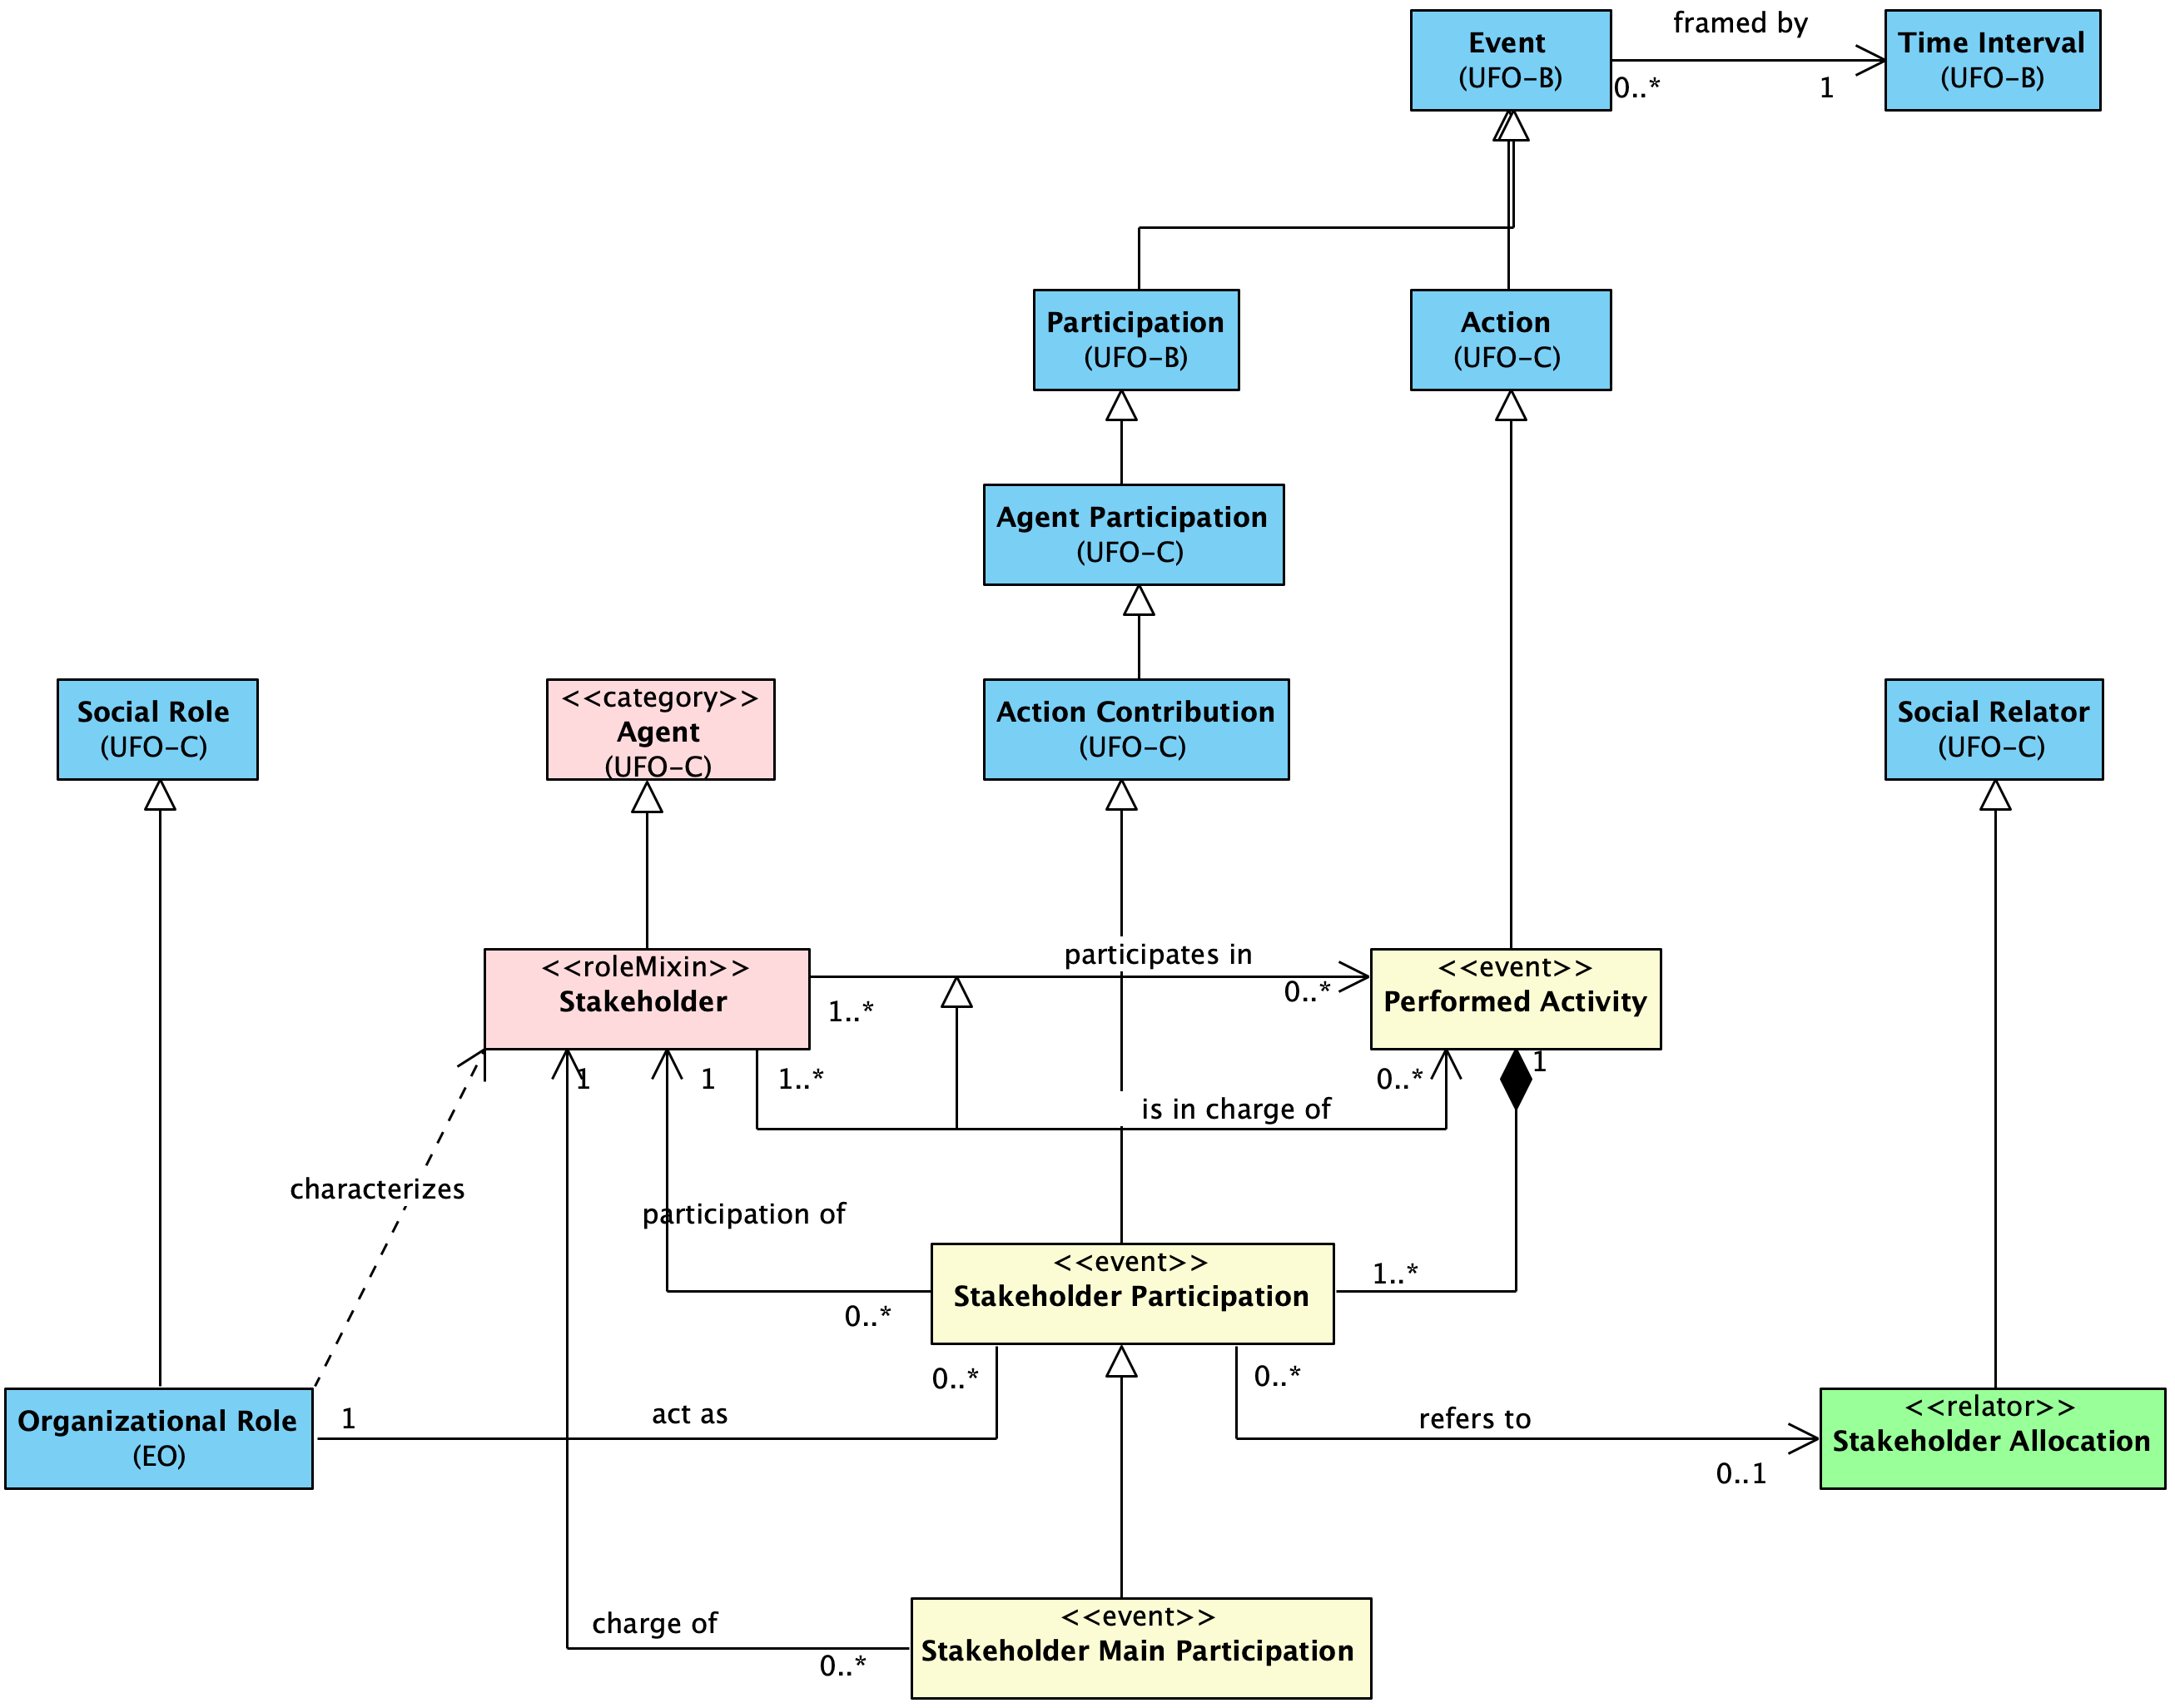 Event
(UFO-B)
framed by
0..*
1
Time Interval
(UFO-B)
Participation
(UFO-B)
Action
(UFO-C)
Agent Participation
(UFO-C)
Social Role
(UFO-C)
<<category>>
Agent
(UFO-C)
Action Contribution
(UFO-C)
Social Relator
(UFO-C)
<<roleMixin>>
Stakeholder
participates in
1..*
0..*
<<event>>
Performed Activity
1
1
1..*
0..*
1
is in charge of
characterizes
participation of
0..*
<<event>>
Stakeholder Participation
1..*
0..*
0..*
Organizational Role
(EO)
1
act as
refers to
0..1
<<relator>>
Stakeholder Allocation
charge of
0..*
<<event>>
Stakeholder Main Participation